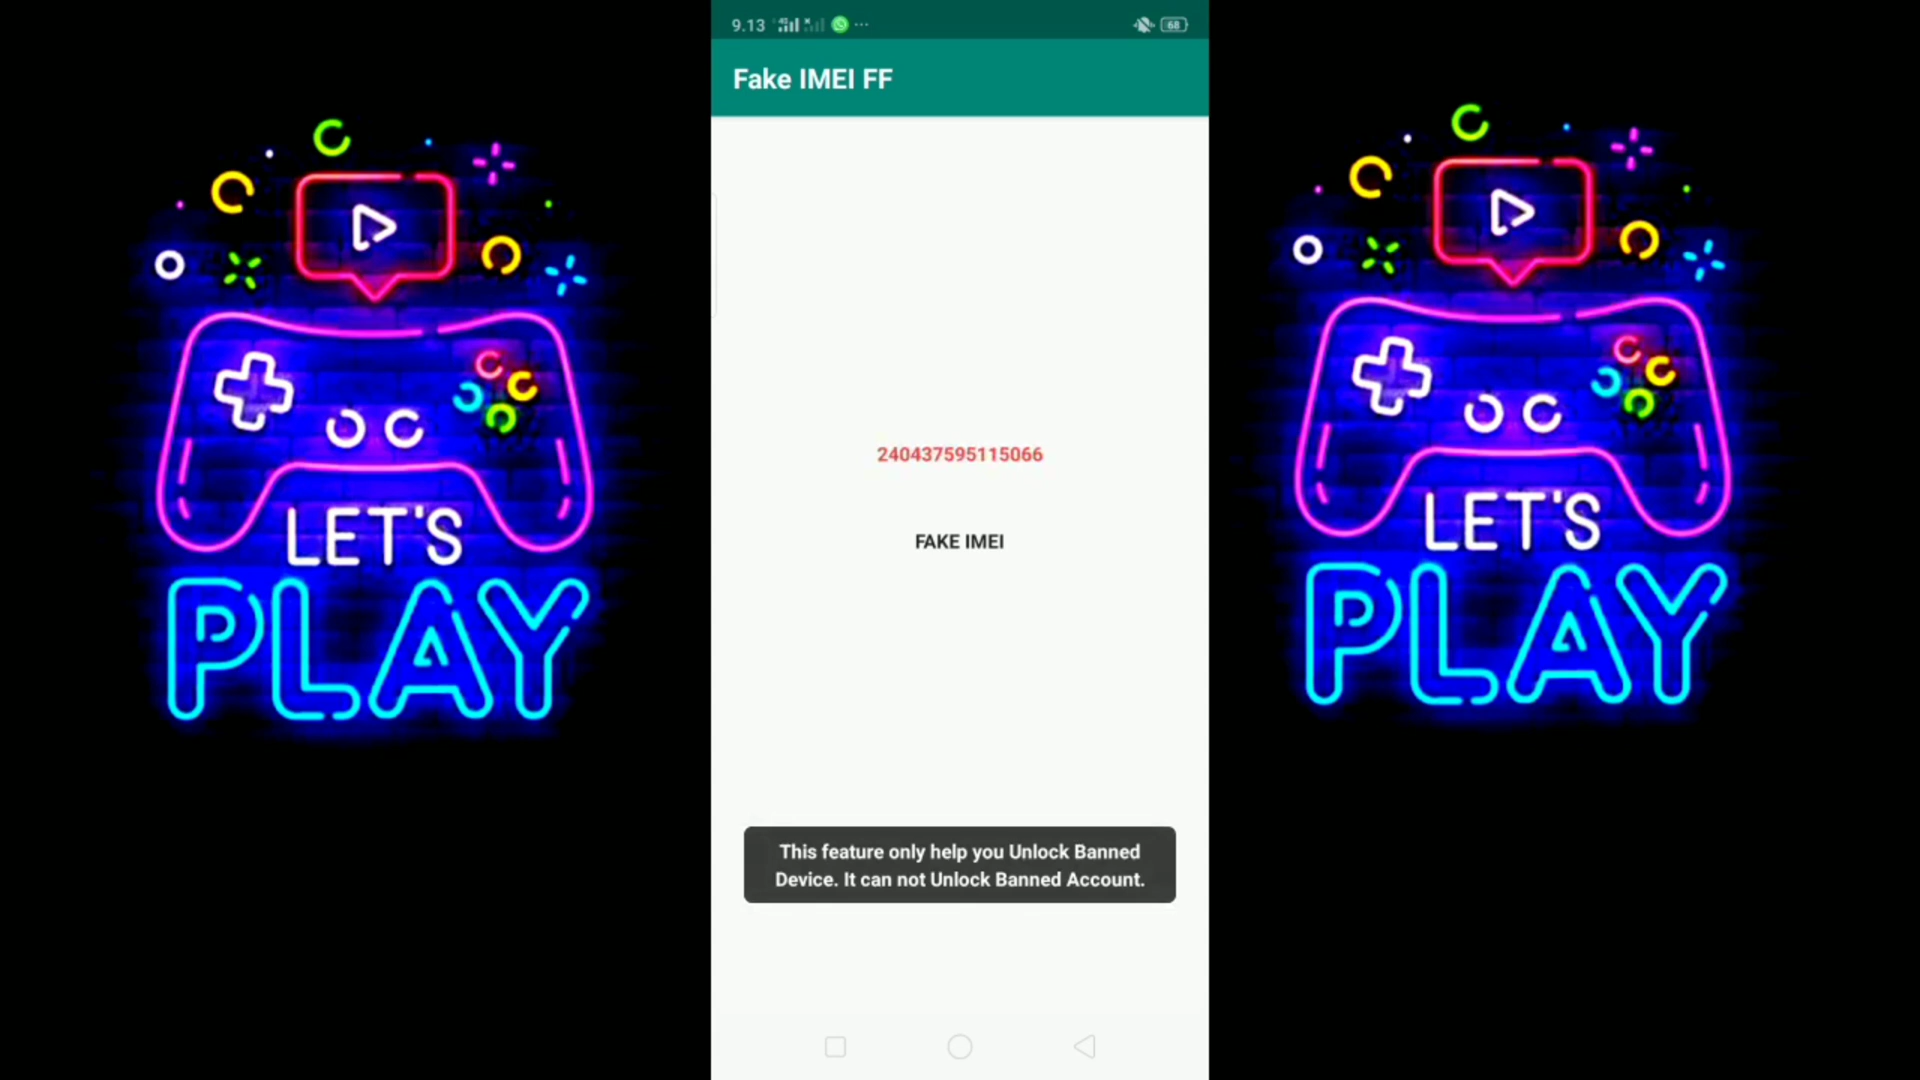 9.13
68
Fake IMEI FF
240437595115066
FAKE IMEI
This feature only help you Unlock Banned
Device. It can not Unlock Banned Account.
LET'S
PLAY
LET'S
PLAY